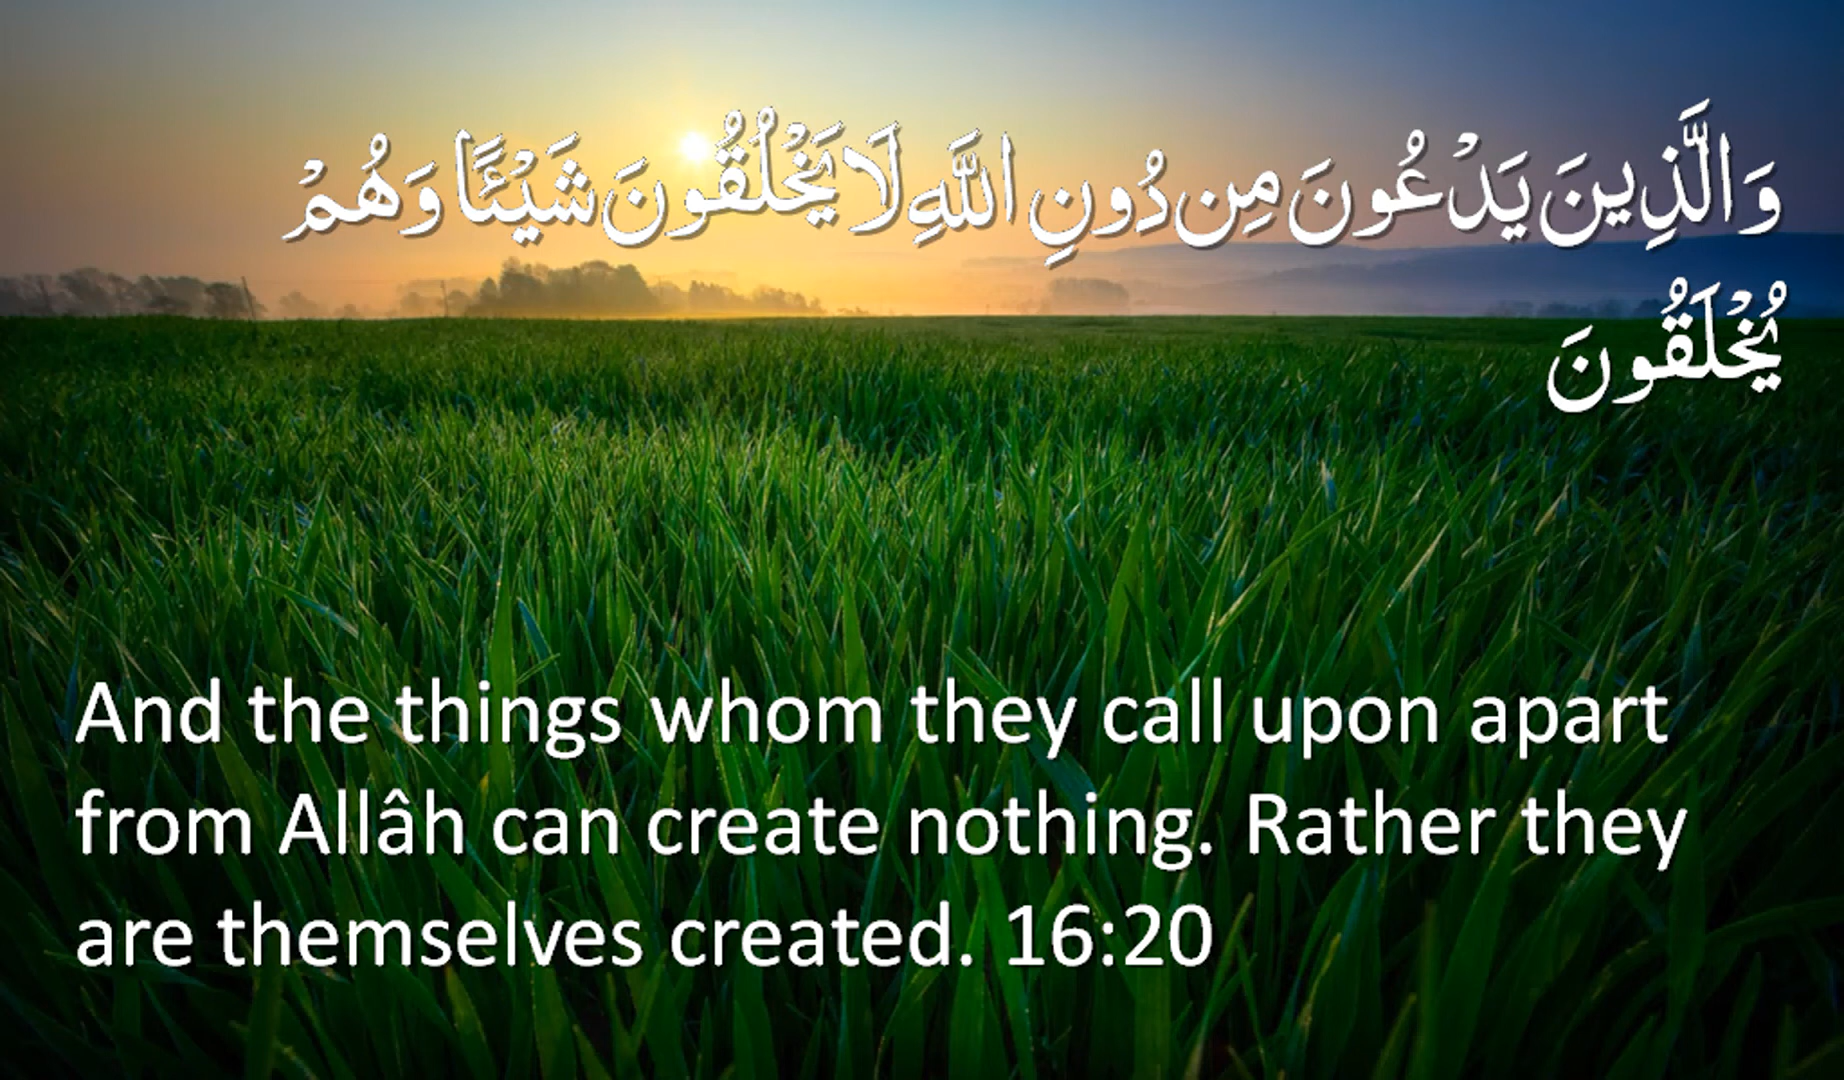 وَالَّذِينَ يَدْعُونَ مِن دُونِ اللَّهِ لَا يَخْلُقُونَ شَيْئًا وَهُمْ
يُخْلَقُونَ
And the things whom they call upon apart
from Allâh can create nothing. Rather they
are themselves created. 16:20